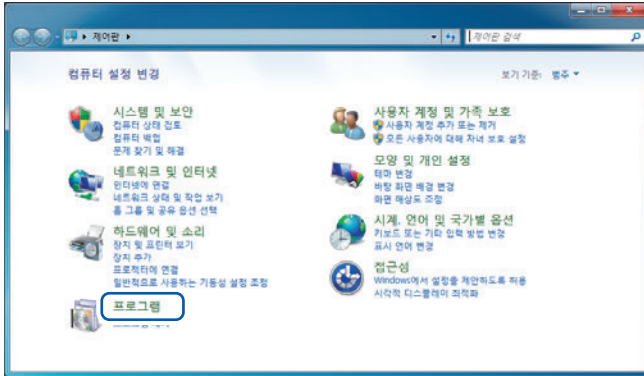 제어판
제어판 검색
컴퓨터 설정 변경
보기 기준: 범주
시스템 및 보안
컴퓨터 상태 검토
컴퓨터 백업
문제 찾기 및 해결
네트워크 및 인터넷
인터넷에 연결
네트워크 상태 및 작업 보기
홈 그룹 및 공유 옵션 선택
하드웨어 및 소리
장치 및 프린터 보기
장치 추가
프로젝터에 연결
일반적으로 사용하는 기동성 설정 조정
프로그램
사용자 계정 및 가족 보호
사용자 계정 추가 또는 제거
모든 사용자에 대해 자녀 보호 설정
모양 및 개인 설정
테마 변경
바탕 화면 배경 변경
화면 해상도 조정
시계, 언어 및 국가별 옵션
키보드 또는 기타 입력 방법 변경
표시 언어 변경
접근성
Windows에서 설정을 제안하도록 허용
시각적 디스플레이 최적화